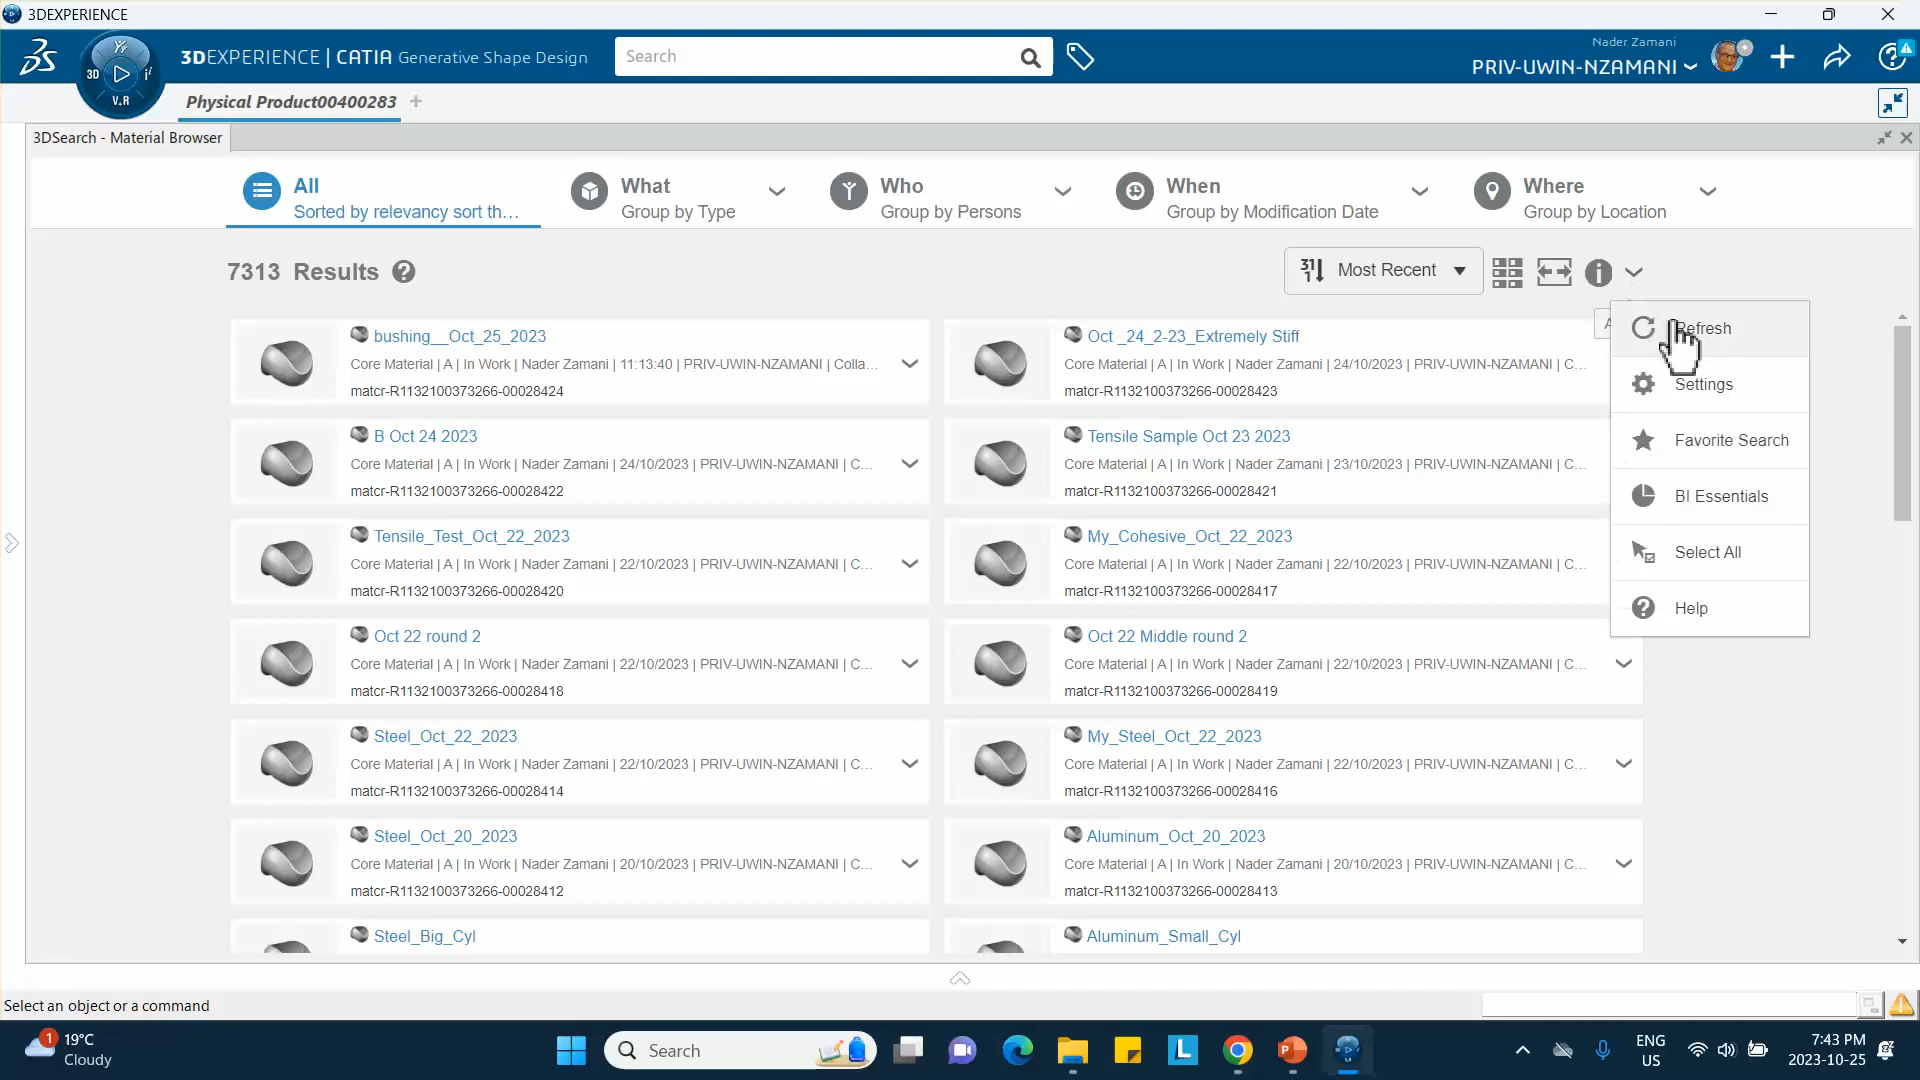 3DEXPERIENCE
3DEXPERIENCE | CATIA Generative Shape Design
Search
Nader Zamani
PRIV-UWIN-NZAMANI
3D
V.R
Physical Product00400283
3DSearch - Material Browser
All
Sorted by relevancy sort th...
What
Group by Type
Who
Group by Persons
When
Group by Modification Date
Where
Group by Location
7313 Results
Most Recent
Refresh
Settings
Favorite Search
BI Essentials
Select All
Help
bushing__Oct_25_2023
Core Material | A | In Work | Nader Zamani | 11:13:40 | PRIV-UWIN-NZAMANI | Colla...
matcr-R1132100373266-00028424
Oct _24_2-23_Extremely Stiff
Core Material | A | In Work | Nader Zamani | 24/10/2023 | PRIV-UWIN-NZAMANI | C...
matcr-R1132100373266-00028423
B Oct 24 2023
Core Material | A | In Work | Nader Zamani | 24/10/2023 | PRIV-UWIN-NZAMANI | C...
matcr-R1132100373266-00028422
Tensile Sample Oct 23 2023
Core Material | A | In Work | Nader Zamani | 23/10/2023 | PRIV-UWIN-NZAMANI | C...
matcr-R1132100373266-00028421
Tensile_Test_Oct_22_2023
Core Material | A | In Work | Nader Zamani | 22/10/2023 | PRIV-UWIN-NZAMANI | C...
matcr-R1132100373266-00028420
My_Cohesive_Oct_22_2023
Core Material | A | In Work | Nader Zamani | 22/10/2023 | PRIV-UWIN-NZAMANI | C...
matcr-R1132100373266-00028417
Oct 22 round 2
Core Material | A | In Work | Nader Zamani | 22/10/2023 | PRIV-UWIN-NZAMANI | C...
matcr-R1132100373266-00028418
Oct 22 Middle round 2
Core Material | A | In Work | Nader Zamani | 22/10/2023 | PRIV-UWIN-NZAMANI | C...
matcr-R1132100373266-00028419
Steel_Oct_22_2023
Core Material | A | In Work | Nader Zamani | 22/10/2023 | PRIV-UWIN-NZAMANI | C...
matcr-R1132100373266-00028414
My_Steel_Oct_22_2023
Core Material | A | In Work | Nader Zamani | 22/10/2023 | PRIV-UWIN-NZAMANI | C...
matcr-R1132100373266-00028416
Steel_Oct_20_2023
Core Material | A | In Work | Nader Zamani | 20/10/2023 | PRIV-UWIN-NZAMANI | C...
matcr-R1132100373266-00028412
Aluminum_Oct_20_2023
Core Material | A | In Work | Nader Zamani | 20/10/2023 | PRIV-UWIN-NZAMANI | C...
matcr-R1132100373266-00028413
Steel_Big_Cyl
Aluminum_Small_Cyl
Select an object or a command
1
19°C
Cloudy
Search
ENG
US
7:43 PM
2023-10-25